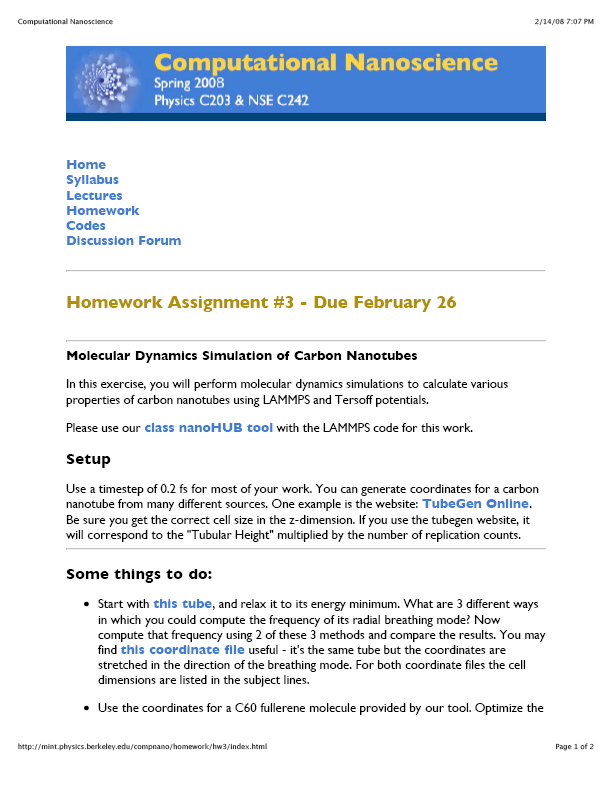 Computational Nanoscience 2/14/08 7:07 PM
Computational Nanoscience
Spring 2008
Physics C203 & NSE C242
Home
Syllabus
Lectures
Homework
Codes
Discussion Forum
Homework Assignment #3 - Due February 26
Molecular Dynamics Simulation of Carbon Nanotubes
In this exercise, you will perform molecular dynamics simulations to calculate various
properties of carbon nanotubes using LAMMPS and Tersoff potentials.
Please use our class nanoHUB tool with the LAMMPS code for this work.
Setup
Use a timestep of 0.2 fs for most of your work. You can generate coordinates for a carbon
nanotube from many different sources. One example is the website: TubeGen Online.
Be sure you get the correct cell size in the z-dimension. If you use the tubegen website, it
will correspond to the "Tubular Height" multiplied by the number of replication counts.
Some things to do:
• Start with this tube, and relax it to its energy minimum. What are 3 different ways
in which you could compute the frequency of its radial breathing mode? Now
compute that frequency using 2 of these 3 methods and compare the results. You may
find this coordinate file useful - it's the same tube but the coordinates are
stretched in the direction of the breathing mode. For both coordinate files the cell
dimensions are listed in the subject lines.
• Use the coordinates for a C60 fullerene molecule provided by our tool. Optimize the
http://mint.physics.berkeley.edu/compnano/homework/hw3/index.html Page 1 of 2